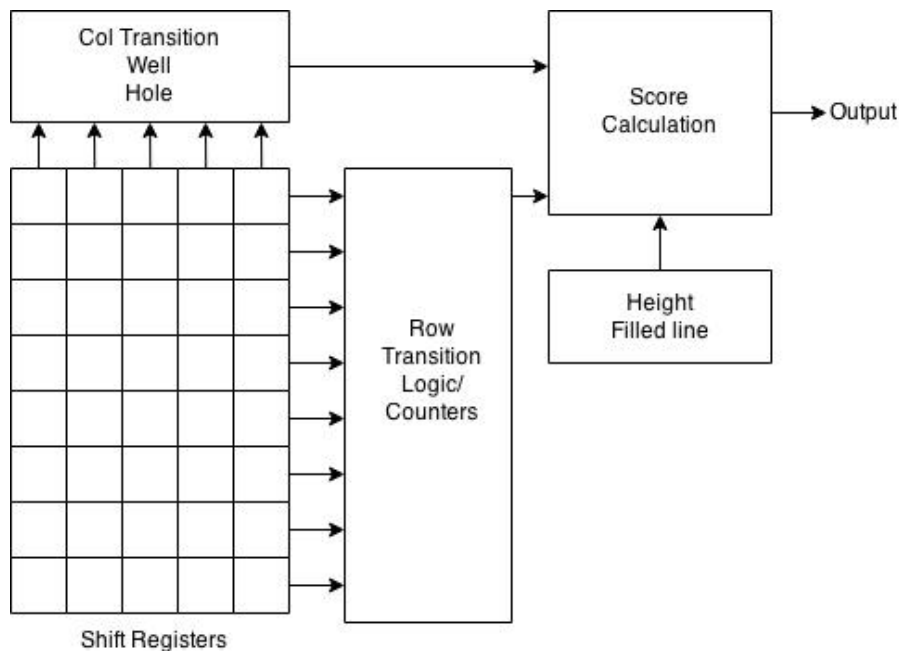 Col Transition
Well
Hole
Score
Calculation
Output
Row
Transition
Logic/
Counters
Height
Filled line
Shift Registers